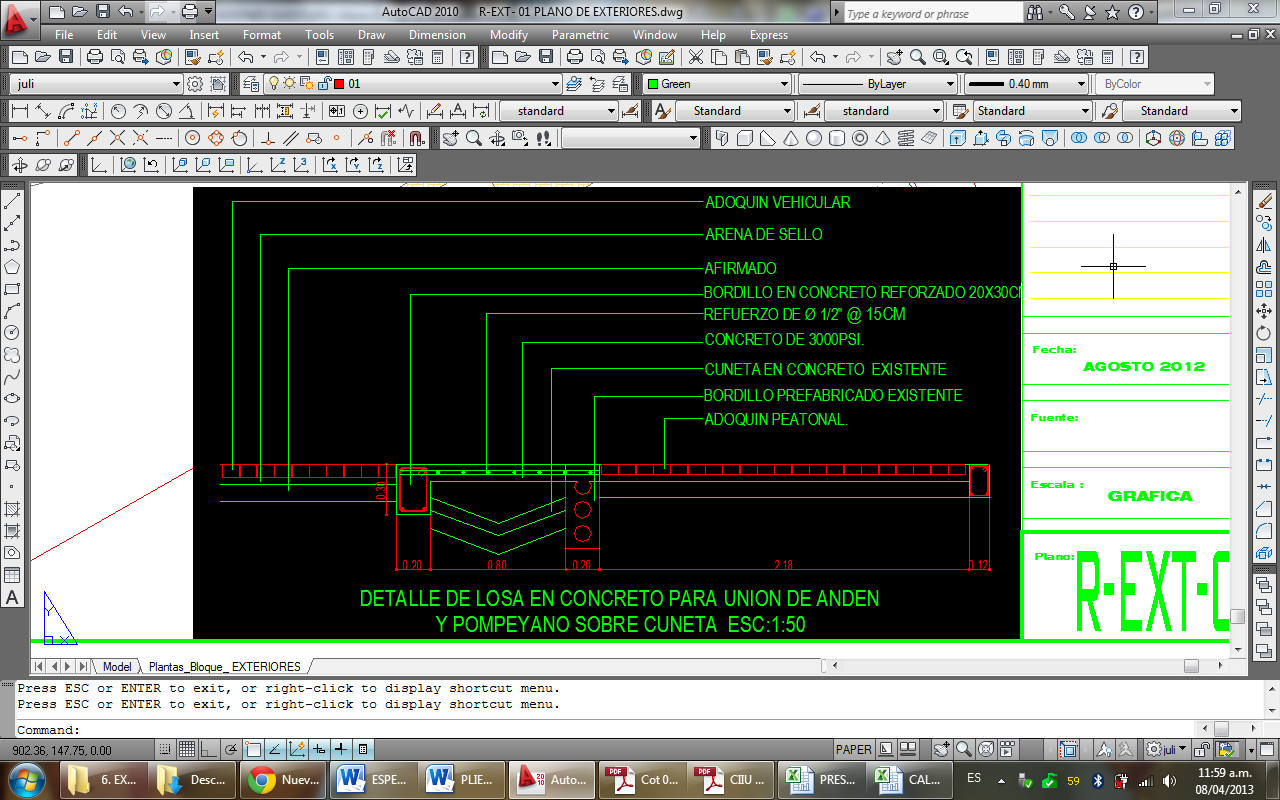 AutoCAD 2010 R-EXT- 01 PLANO DE EXTERIORES.dwg
Type a keyword or phrase
File Edit View Insert Format Tools Draw Dimension Modify Parametric Window Help Express
juli
01
Green
ByLayer
0.40 mm
ByColor
standard
Standard
standard
Standard
Standard
ADOQUIN VEHICULAR
ARENA DE SELLO
AFIRMADO
BORDILLO EN CONCRETO REFORZADO 20X30CM
REFUERZO DE Ø 1/2" @ 15CM
CONCRETO DE 3000PSI.
CUNETA EN CONCRETO EXISTENTE
BORDILLO PREFABRICADO EXISTENTE
ADOQUIN PEATONAL.
0.30
0.20 0.80 0.20 2.18 0.12
DETALLE DE LOSA EN CONCRETO PARA UNION DE ANDEN
Y POMPEYANO SOBRE CUNETA ESC:1:50
Fecha:
AGOSTO 2012
Fuente:
Escala :
GRAFICA
Plano:
R-EXT-
Y
X
Model Plantas_Bloque_ EXTERIORES
Press ESC or ENTER to exit, or right-click to display shortcut menu.
Press ESC or ENTER to exit, or right-click to display shortcut menu.
Command:
902.36, 147.75, 0.00
PAPER
juli
6. EX...
Desc...
Nuev...
ESPE...
PLIE...
Auto...
Cot 0...
CIIU ...
PRES...
CAL...
ES
59
11:59 a.m.
08/04/2013